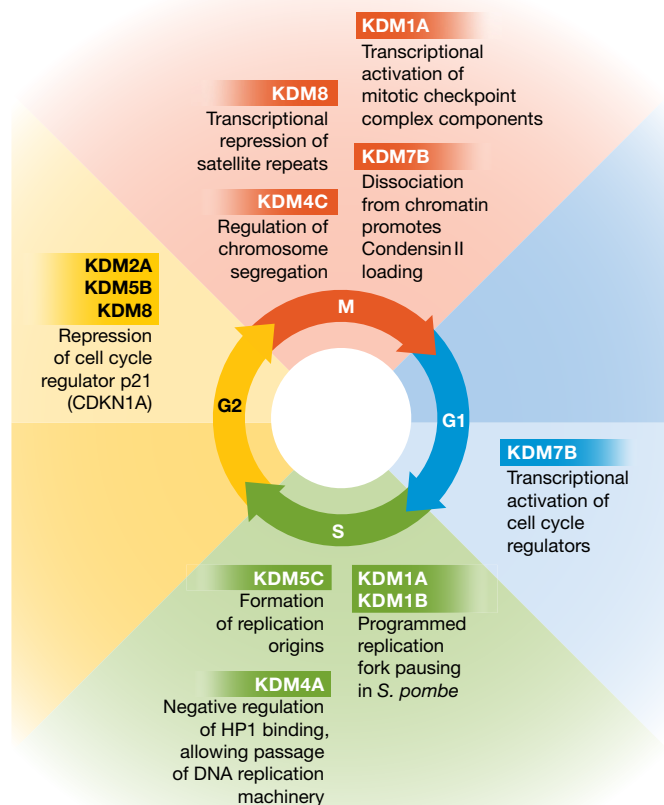 KDM1A
Transcriptional
activation of
mitotic checkpoint
complex components
KDM8
Transcriptional
repression of
satellite repeats
KDM7B
Dissociation
from chromatin
promotes
Condensin II
loading
KDM4C
Regulation of
chromosome
segregation
KDM2A
KDM5B
KDM8
Repression
of cell cycle
regulator p21
(CDKN1A)
M
G2
G1
S
KDM7B
Transcriptional
activation of
cell cycle
regulators
KDM5C
Formation
of replication
origins
KDM1A
KDM1B
Programmed
replication
fork pausing
in S. pombe
KDM4A
Negative regulation
of HP1 binding,
allowing passage
of DNA replication
machinery